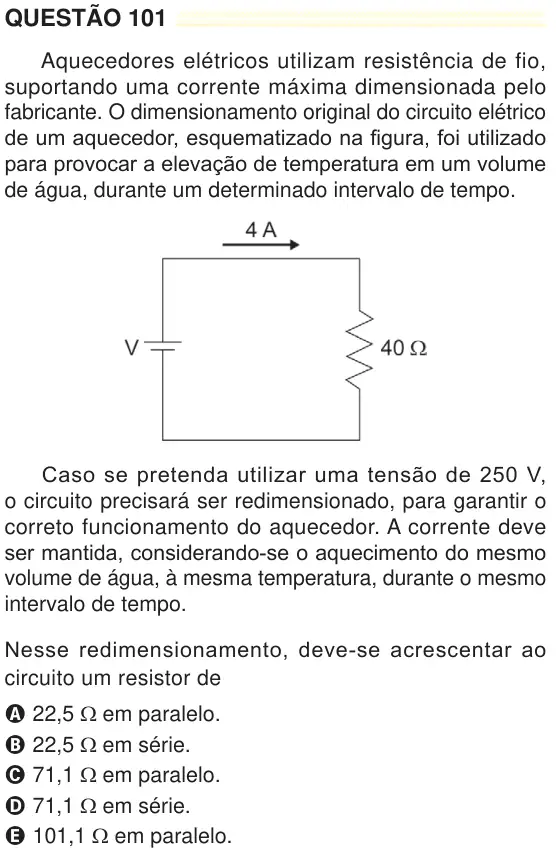 QUESTÃO 101
Aquecedores elétricos utilizam resistência de fio,
suportando uma corrente máxima dimensionada pelo
fabricante. O dimensionamento original do circuito elétrico
de um aquecedor, esquematizado na figura, foi utilizado
para provocar a elevação de temperatura em um volume
de água, durante um determinado intervalo de tempo.
4 A
V
40 Ω
Caso se pretenda utilizar uma tensão de 250 V,
o circuito precisará ser redimensionado, para garantir o
correto funcionamento do aquecedor. A corrente deve
ser mantida, considerando-se o aquecimento do mesmo
volume de água, à mesma temperatura, durante o mesmo
intervalo de tempo.
Nesse redimensionamento, deve-se acrescentar ao
circuito um resistor de
A 22,5 Ω em paralelo.
B 22,5 Ω em série.
C 71,1 Ω em paralelo.
D 71,1 Ω em série.
E 101,1 Ω em paralelo.